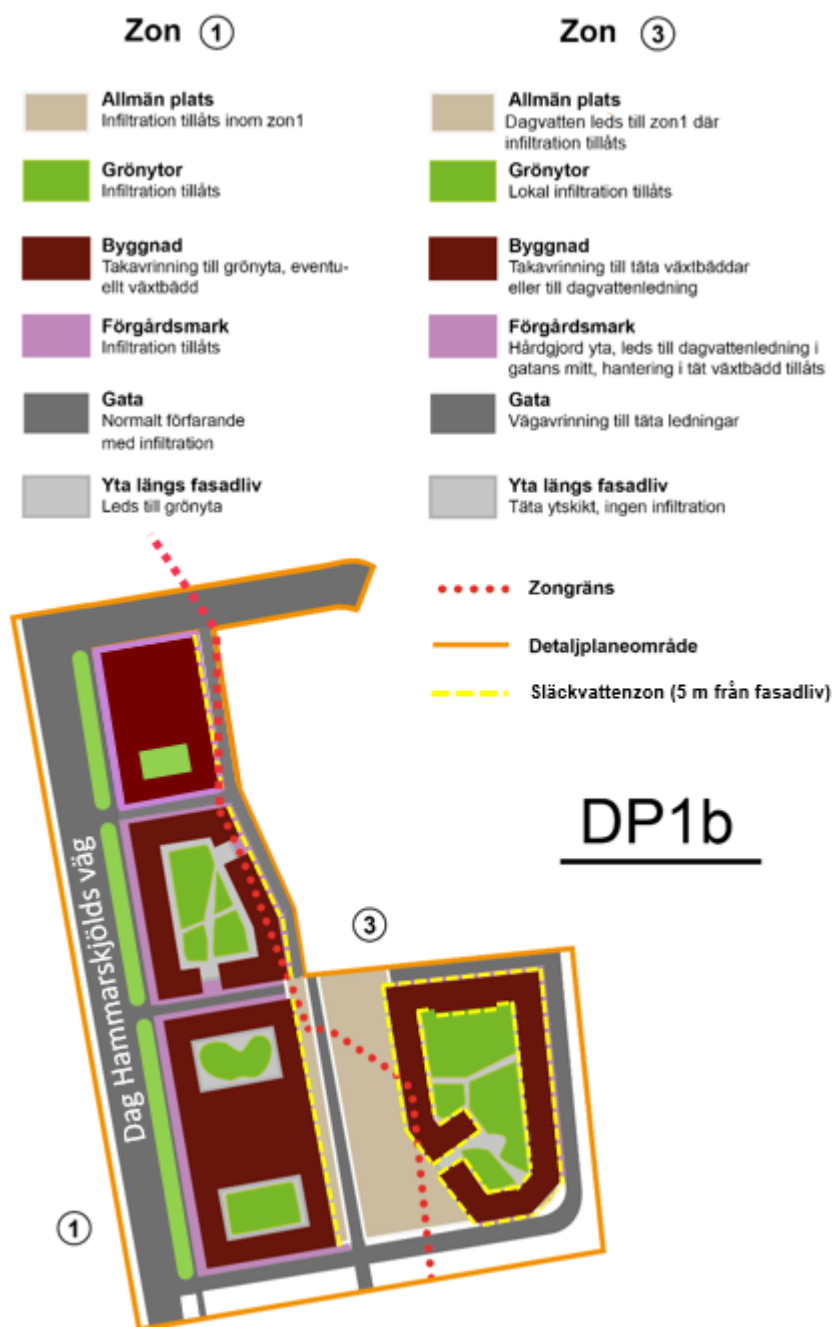 Zon 1
Allmän plats
Infiltration tillåts inom zon1
Grönytor
Infiltration tillåts
Byggnad
Takavrinning till grönyta, eventu-
ellt växtbädd
Förgårdsmark
Infiltration tillåts
Gata
Normalt förfarande
med infiltration
Yta längs fasadliv
Leds till grönyta
Zon 3
Allmän plats
Dagvatten leds till zon1 där
infiltration tillåts
Grönytor
Lokal infiltration tillåts
Byggnad
Takavrinning till täta växtbäddar
eller till dagvattenledning
Förgårdsmark
Hårdgjord yta, leds till dagvattenledning i
gatans mitt, hantering i tät växtbädd tillåts
Gata
Vägavrinning till täta ledningar
Yta längs fasadliv
Täta ytskikt, ingen infiltration
Zongräns
Detaljplaneområde
Släckvattenzon (5 m från fasadliv)
DP1b
Dag Hammarskjölds väg
3
1